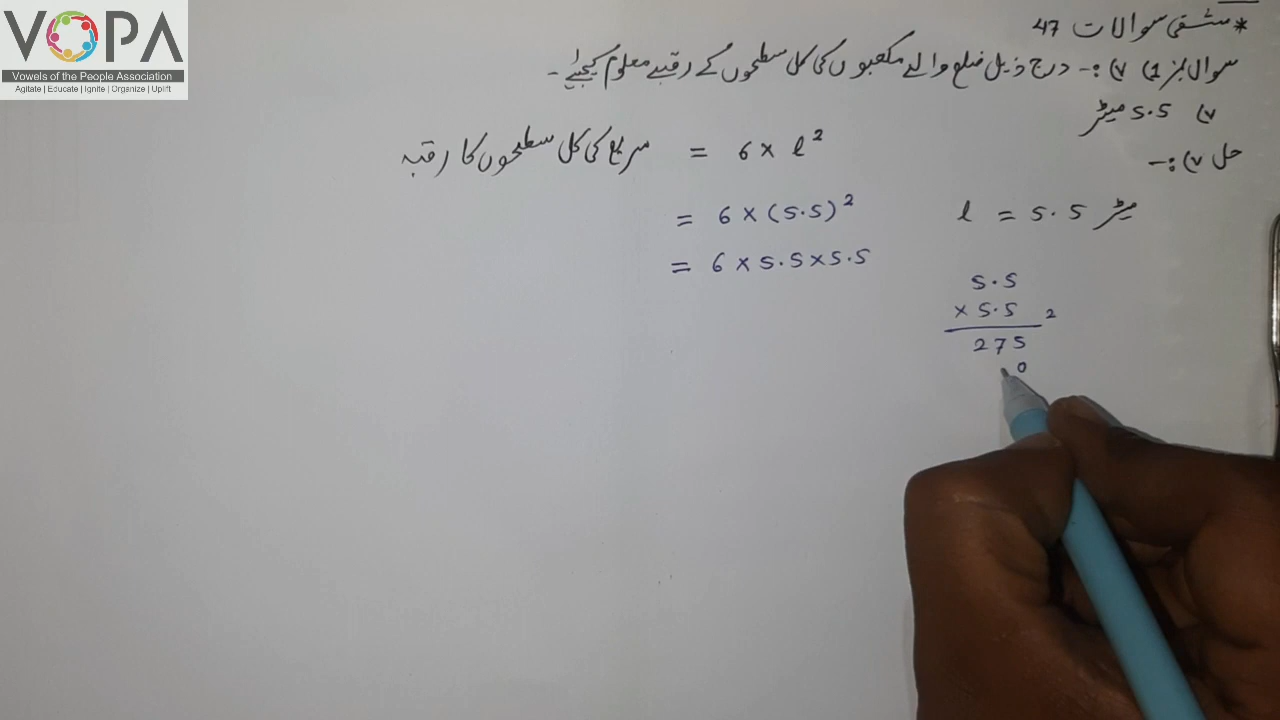 VOPA
Vowels of the People Association
Agitate | Educate | Ignite | Organize | Uplift
* مشقی سوالات 47
سوال نمبر 1) v) :- درج ذیل ضلع والے مکعبوں کی کل سطحوں کے رقبے معلوم کیجیے -
v) 5.5 میٹر
حل v) :-
مربع کی کل سطحوں کا رقبہ = 6 × l²
= 6 × (5.5)²
l = 5.5 میٹر
= 6 × 5.5 × 5.5
5.5
× 5.5 2
275
0